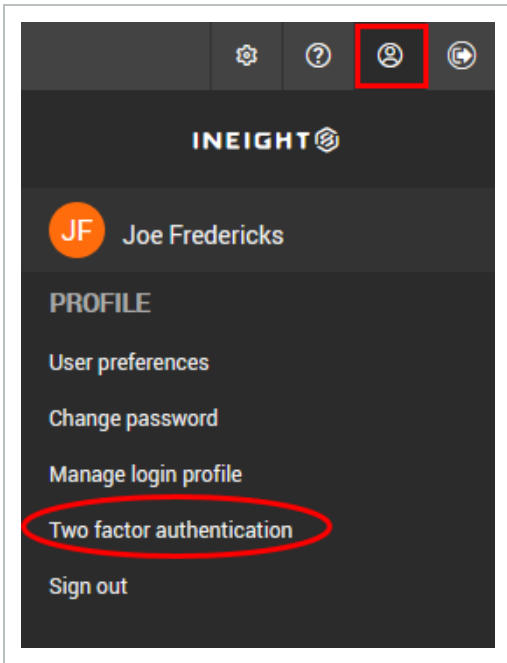 INEIGHT
JF Joe Fredericks
PROFILE
User preferences
Change password
Manage login profile
Two factor authentication
Sign out